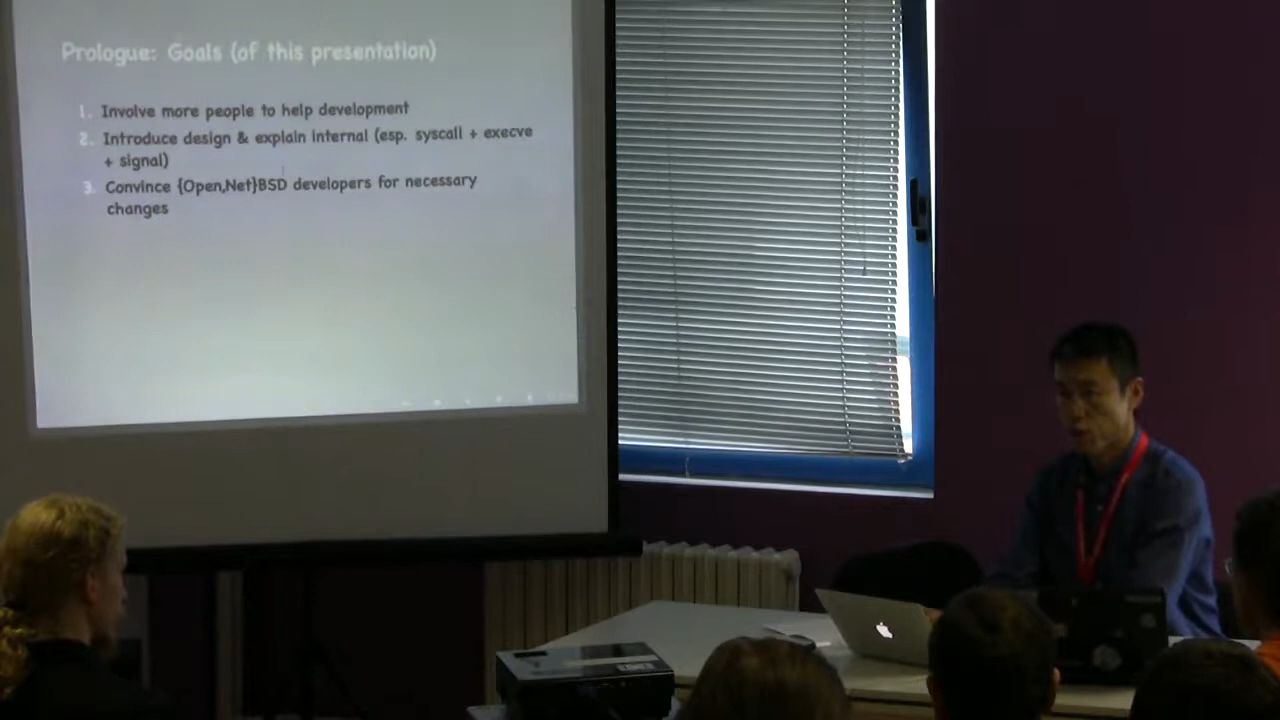 Prologue: Goals (of this presentation)
1. Involve more people to help development
2. Introduce design & explain internal (esp. syscall + execve
+ signal)
3. Convince {Open,Net}BSD developers for necessary
changes